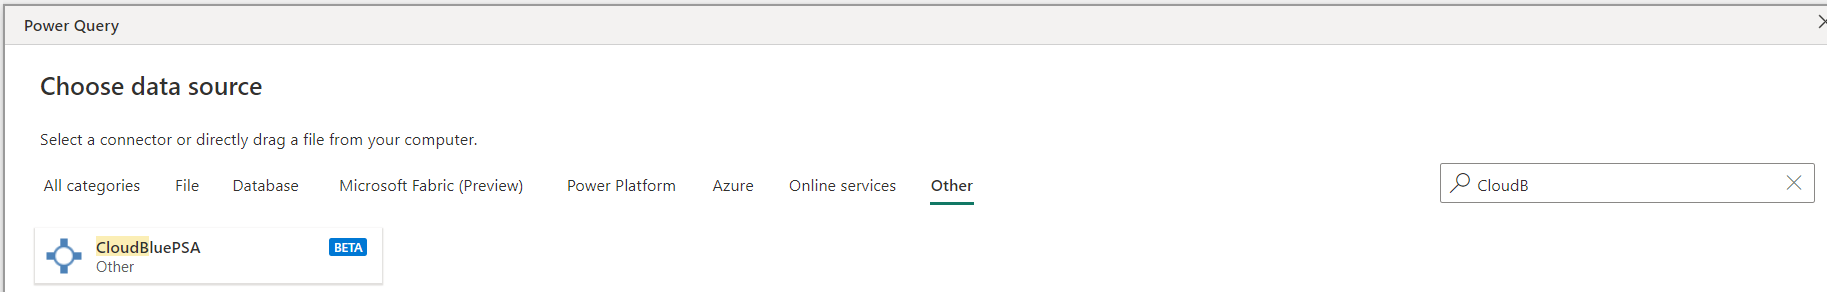 Power Query
Choose data source
Select a connector or directly drag a file from your computer.
All categories File Database Microsoft Fabric (Preview) Power Platform Azure Online services Other CloudB
CloudBluePSA BETA
Other